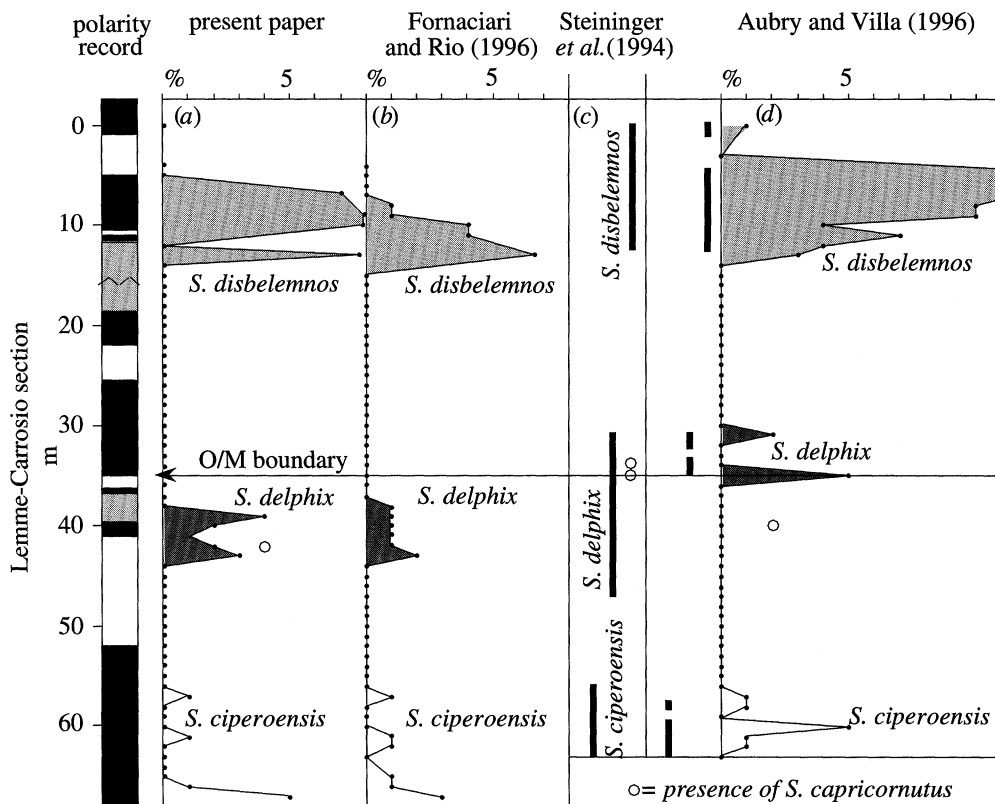 polarity
record
present paper
Fornaciari
and Rio (1996)
Steininger
et al. (1994)
Aubry and Villa (1996)
% 5
% 5
% 5
(a)
(b)
(c)
(d)
0
10
20
30
40
50
60
Lemme-Carrosio section
m
S. disbelemnos
S. disbelemnos
S. disbelemnos
S. disbelemnos
O/M boundary
S. delphix
S. delphix
S. delphix
S. delphix
S. ciperoensis
S. ciperoensis
S. ciperoensis
S. ciperoensis
○= presence of S. capricornutus